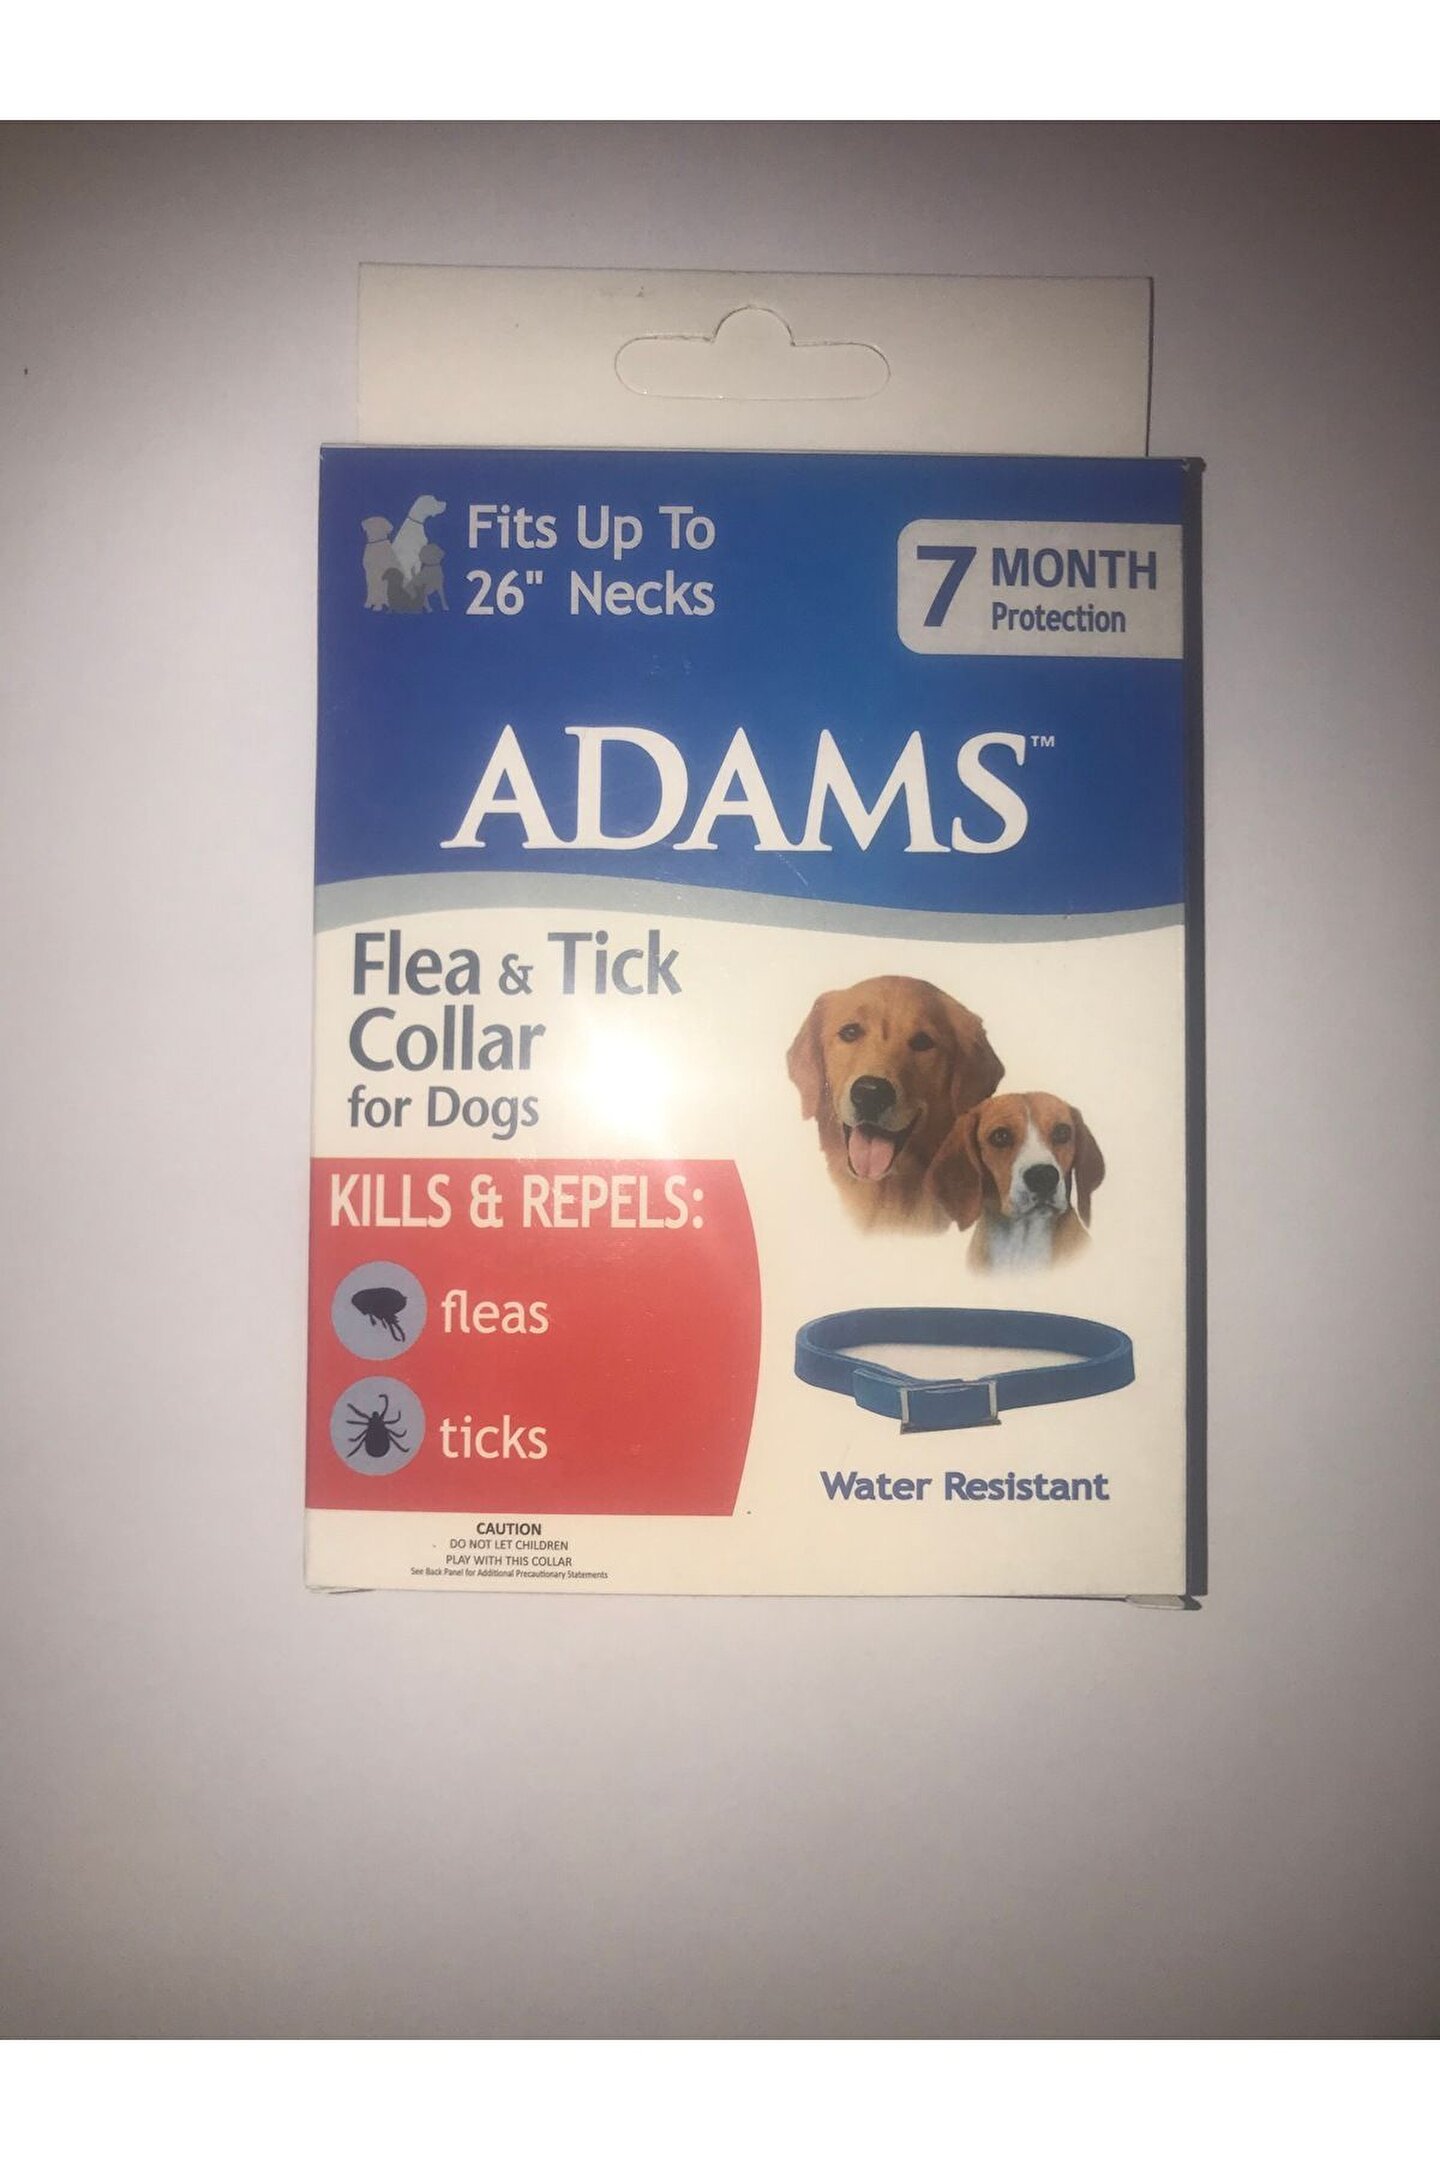 Fits Up To
26" Necks
7 MONTH
Protection
ADAMS™
Flea & Tick
Collar
for Dogs
KILLS & REPELS:
fleas
ticks
Water Resistant
CAUTION
DO NOT LET CHILDREN
PLAY WITH THIS COLLAR
See Back Panel for Additional Precautionary Statements